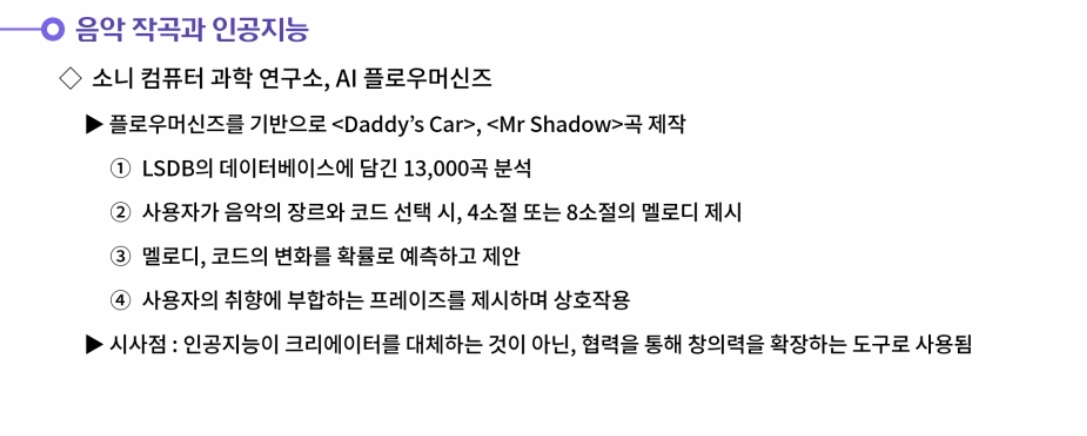 음악 작곡과 인공지능
◇ 소니 컴퓨터 과학 연구소, AI 플로우머신즈
▶ 플로우머신즈를 기반으로 <Daddy’s Car>, <Mr Shadow>곡 제작
① LSDB의 데이터베이스에 담긴 13,000곡 분석
② 사용자가 음악의 장르와 코드 선택 시, 4소절 또는 8소절의 멜로디 제시
③ 멜로디, 코드의 변화를 확률로 예측하고 제안
④ 사용자의 취향에 부합하는 프레이즈를 제시하며 상호작용
▶ 시사점 : 인공지능이 크리에이터를 대체하는 것이 아닌, 협력을 통해 창의력을 확장하는 도구로 사용됨